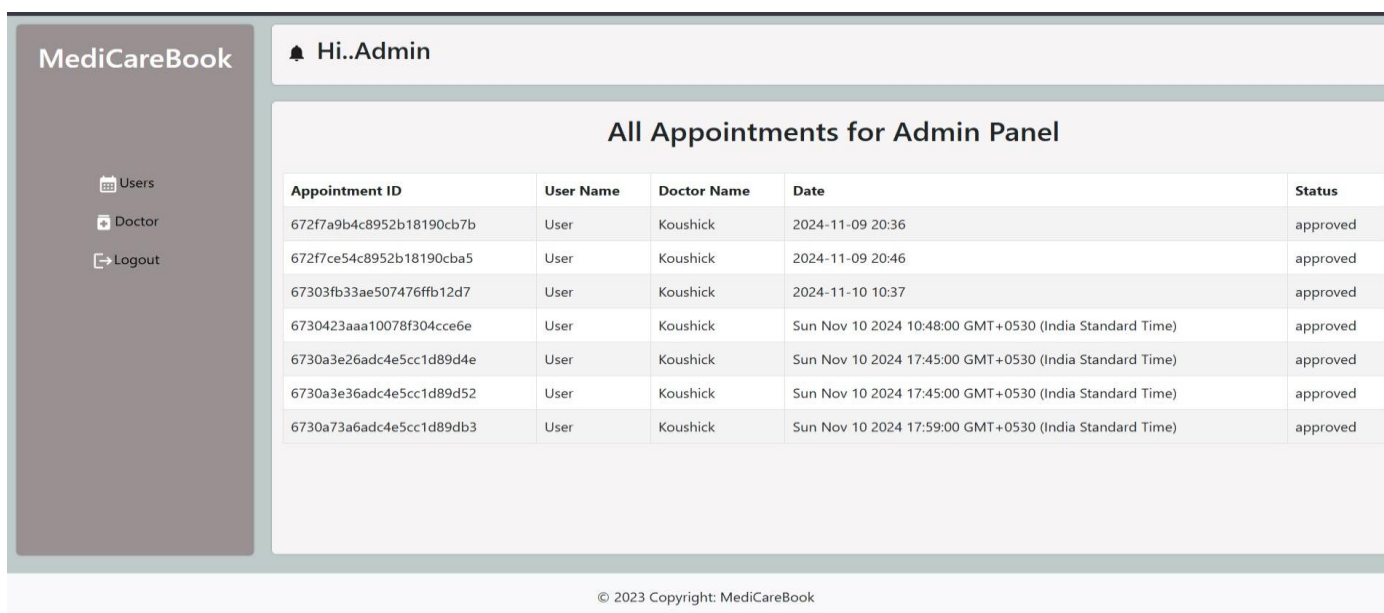 MediCareBook
Hi..Admin
Users
Doctor
Logout
All Appointments for Admin Panel
Appointment ID User Name Doctor Name Date Status
672f7a9b4c8952b18190cb7b User Koushick 2024-11-09 20:36 approved
672f7ce54c8952b18190cba5 User Koushick 2024-11-09 20:46 approved
67303fb33ae507476ffb12d7 User Koushick 2024-11-10 10:37 approved
6730423aaa10078f304cce6e User Koushick Sun Nov 10 2024 10:48:00 GMT+0530 (India Standard Time) approved
6730a3e26adc4e5cc1d89d4e User Koushick Sun Nov 10 2024 17:45:00 GMT+0530 (India Standard Time) approved
6730a3e36adc4e5cc1d89d52 User Koushick Sun Nov 10 2024 17:45:00 GMT+0530 (India Standard Time) approved
6730a73a6adc4e5cc1d89db3 User Koushick Sun Nov 10 2024 17:59:00 GMT+0530 (India Standard Time) approved
© 2023 Copyright: MediCareBook